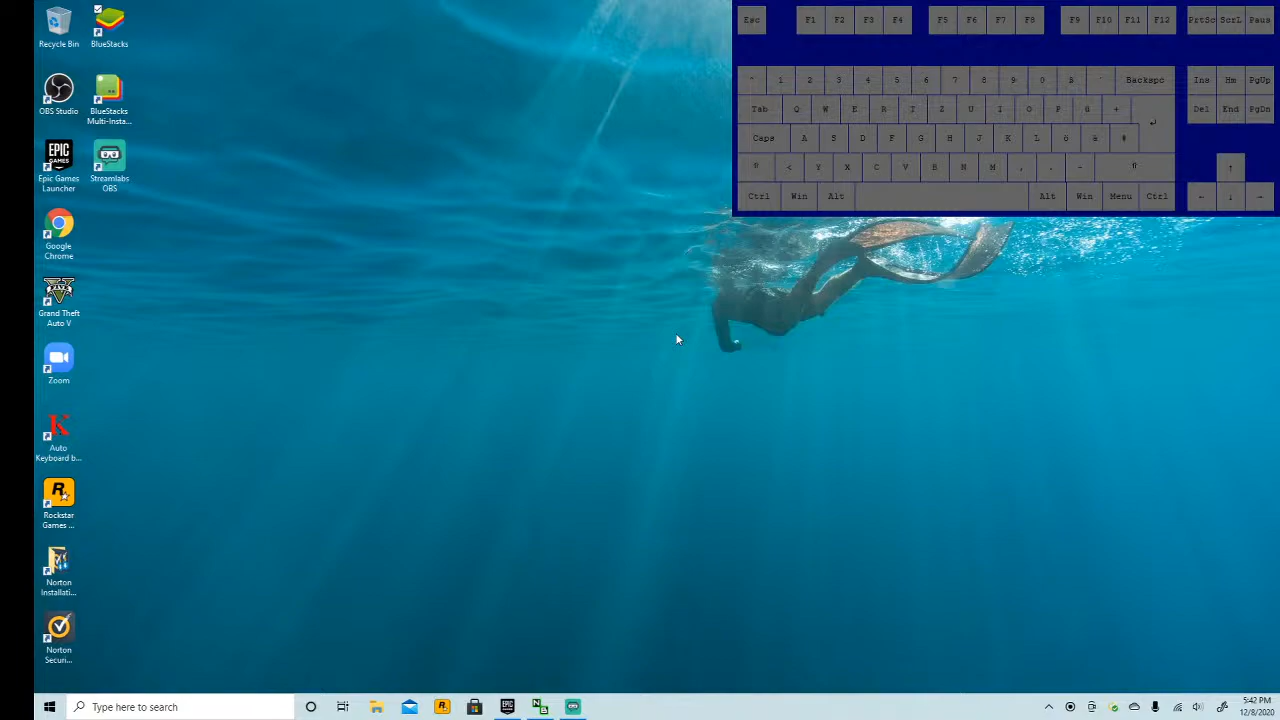 Recycle Bin
BlueStacks
OBS Studio
BlueStacks
Multi-Insta...
EPIC
GAMES
Epic Games
Launcher
Streamlabs
OBS
Google
Chrome
FIVE
Grand Theft
Auto V
Zoom
K
Auto
Keyboard b...
R
Rockstar
Games ...
Norton
Installati...
Norton
Securi...
Esc F1 F2 F3 F4 F5 F6 F7 F8 F9 F10 F11 F12 PrtSc ScrL Paus
1 2 3 4 5 6 7 8 9 0 Backspc Ins Hm PgUp
Tab Q W E R T Z U I O P ü + ↵ Del End PgDn
Caps A S D F G H J K L ö ä #
⇧ < Y X C V B N M , . - ⇧ ↑
Ctrl Win Alt Alt Win Menu Ctrl ← ↓ →
Type here to search
5:42 PM
12/8/2020